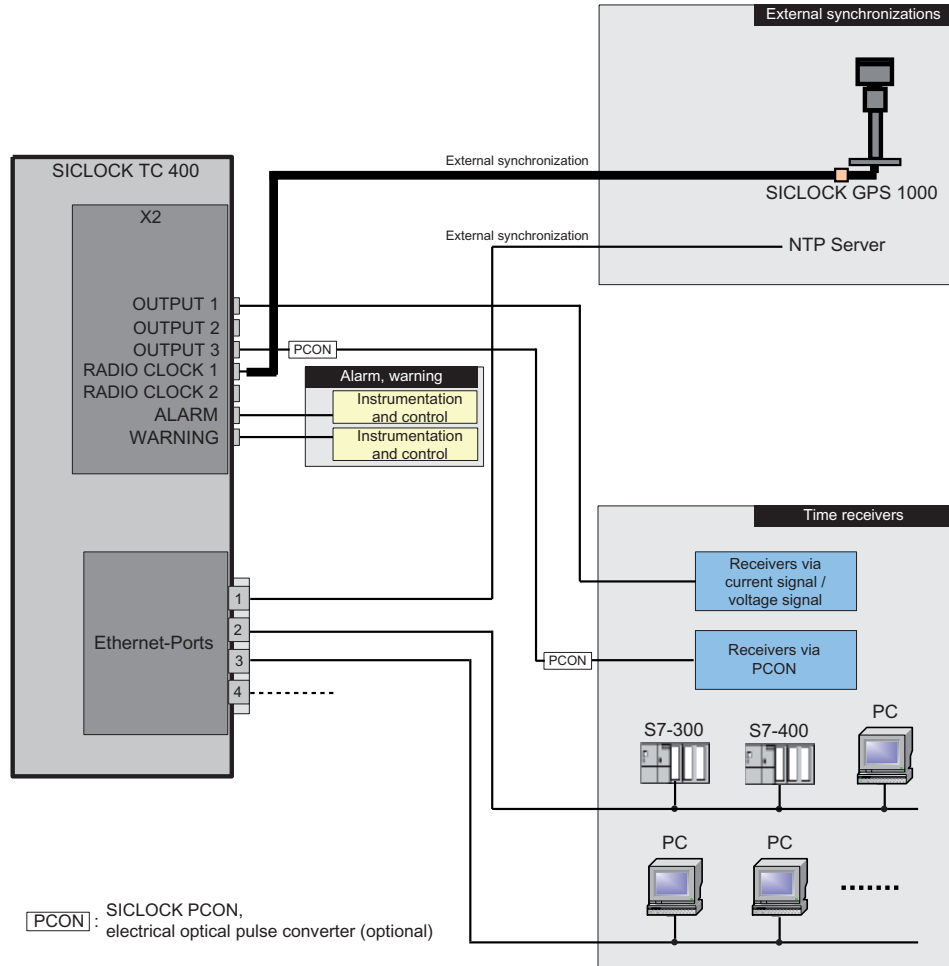 External synchronizations
SICLOCK TC 400
X2
External synchronization
SICLOCK GPS 1000
External synchronization
NTP Server
OUTPUT 1
OUTPUT 2
OUTPUT 3
PCON
RADIO CLOCK 1
RADIO CLOCK 2
ALARM
WARNING
Alarm, warning
Instrumentation
and control
Instrumentation
and control
Time receivers
Receivers via
current signal /
voltage signal
Ethernet-Ports
1
2
3
4
PCON
Receivers via
PCON
S7-300
S7-400
PC
PC
PC
PCON : SICLOCK PCON,
electrical optical pulse converter (optional)